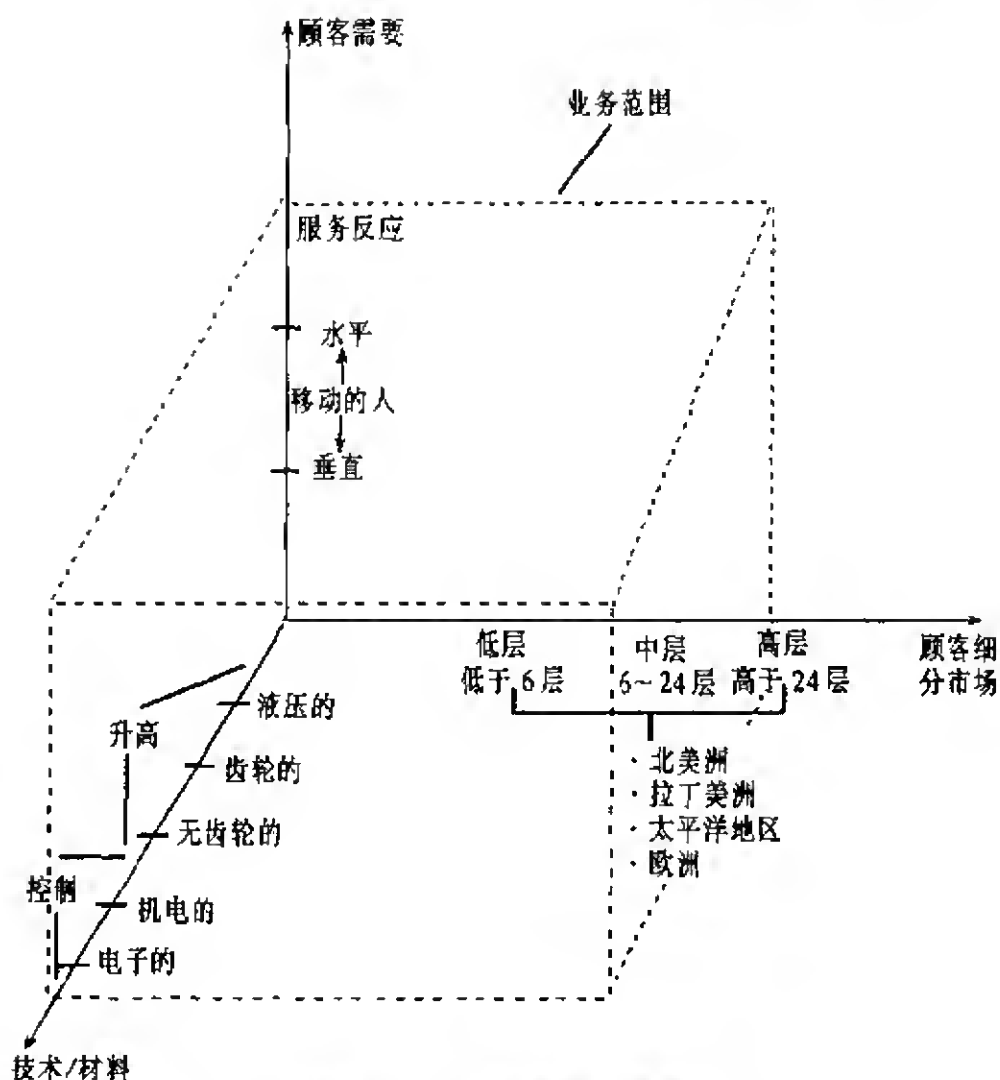 顾客需要
业务范围
服务反应
水平
移动的人
垂直
低层
低于6层
中层
6~24层
高层
高于24层
顾客细
分市场
液压的
升高
齿轮的
无齿轮的
控制
机电的
电子的
·北美洲
·拉丁美洲
·太平洋地区
·欧洲
技术/材料